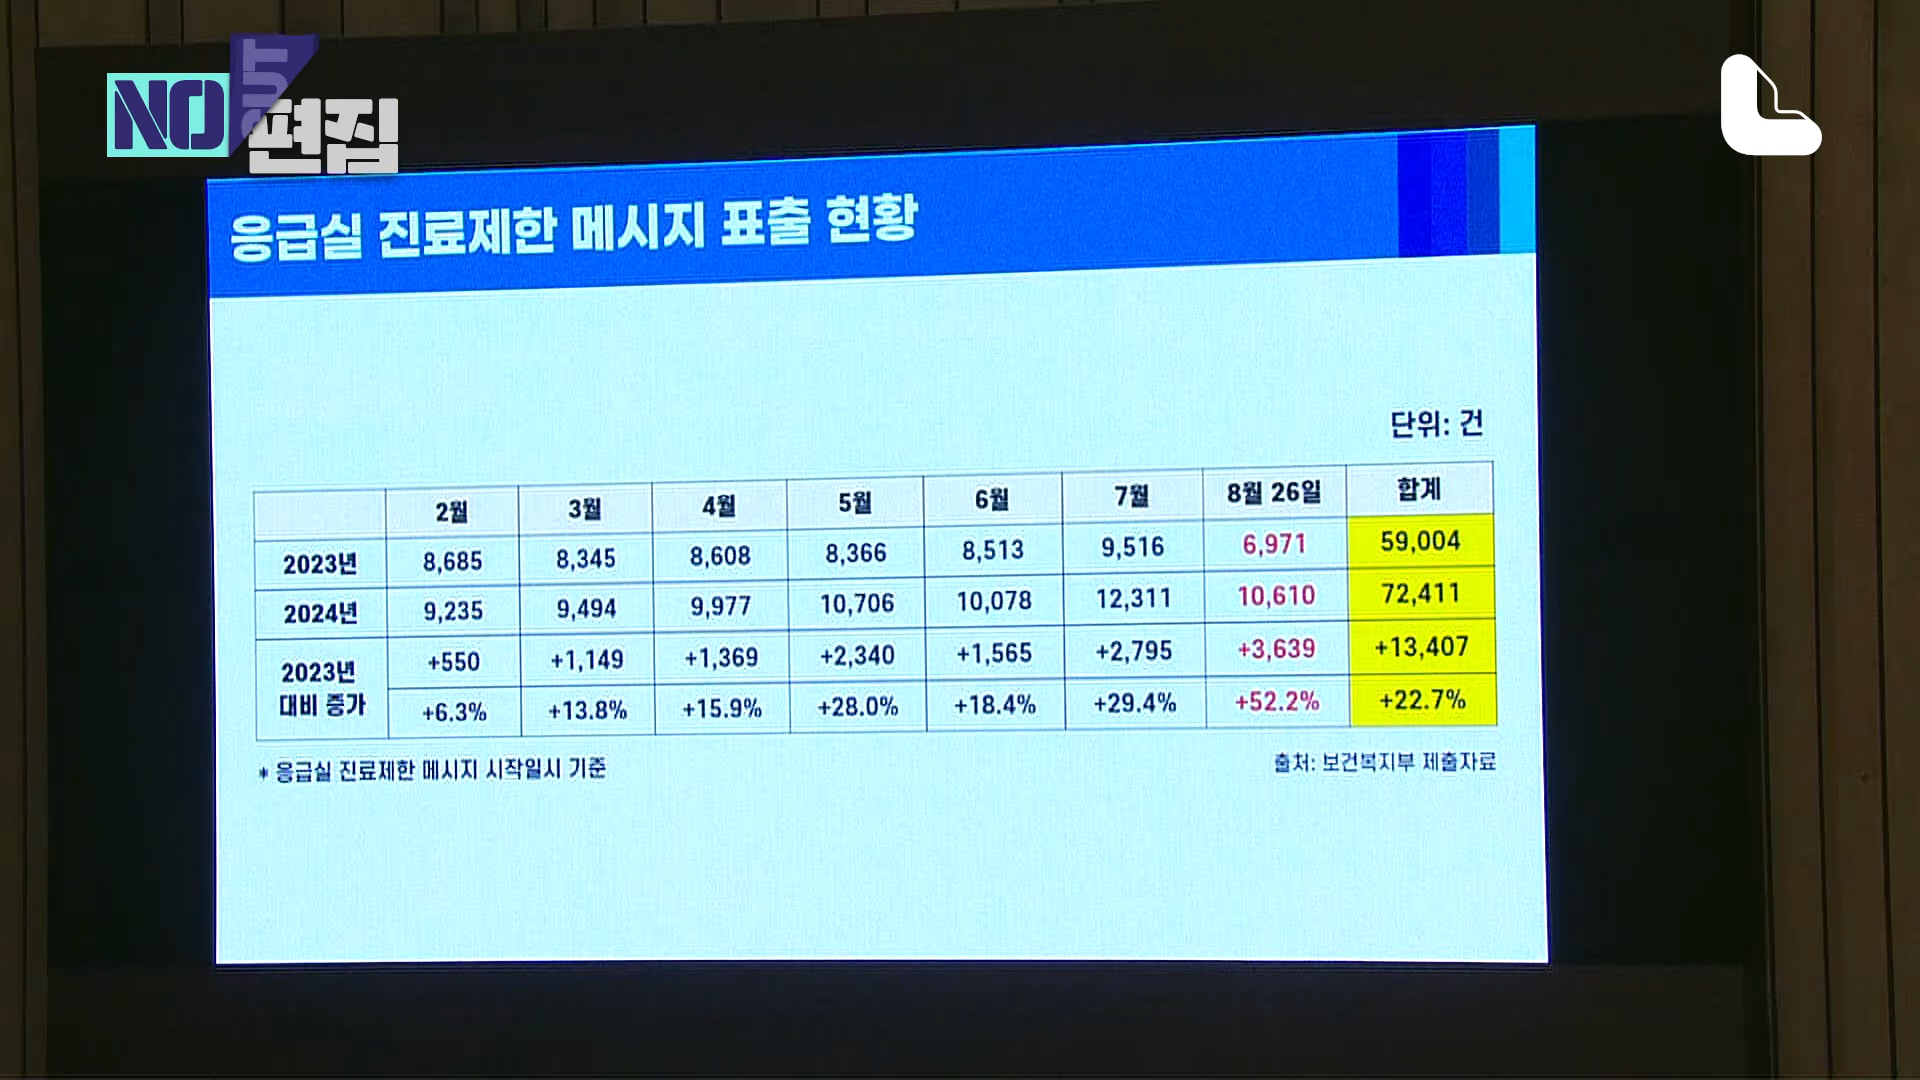 NO CUT
편집
응급실 진료제한 메시지 표출 현황
단위: 건
2월 3월 4월 5월 6월 7월 8월 26일 합계
2023년 8,685 8,345 8,608 8,366 8,513 9,516 6,971 59,004
2024년 9,235 9,494 9,977 10,706 10,078 12,311 10,610 72,411
2023년 대비 증가 +550 +1,149 +1,369 +2,340 +1,565 +2,795 +3,639 +13,407
+6.3% +13.8% +15.9% +28.0% +18.4% +29.4% +52.2% +22.7%
* 응급실 진료제한 메시지 시작일시 기준
출처: 보건복지부 제출자료